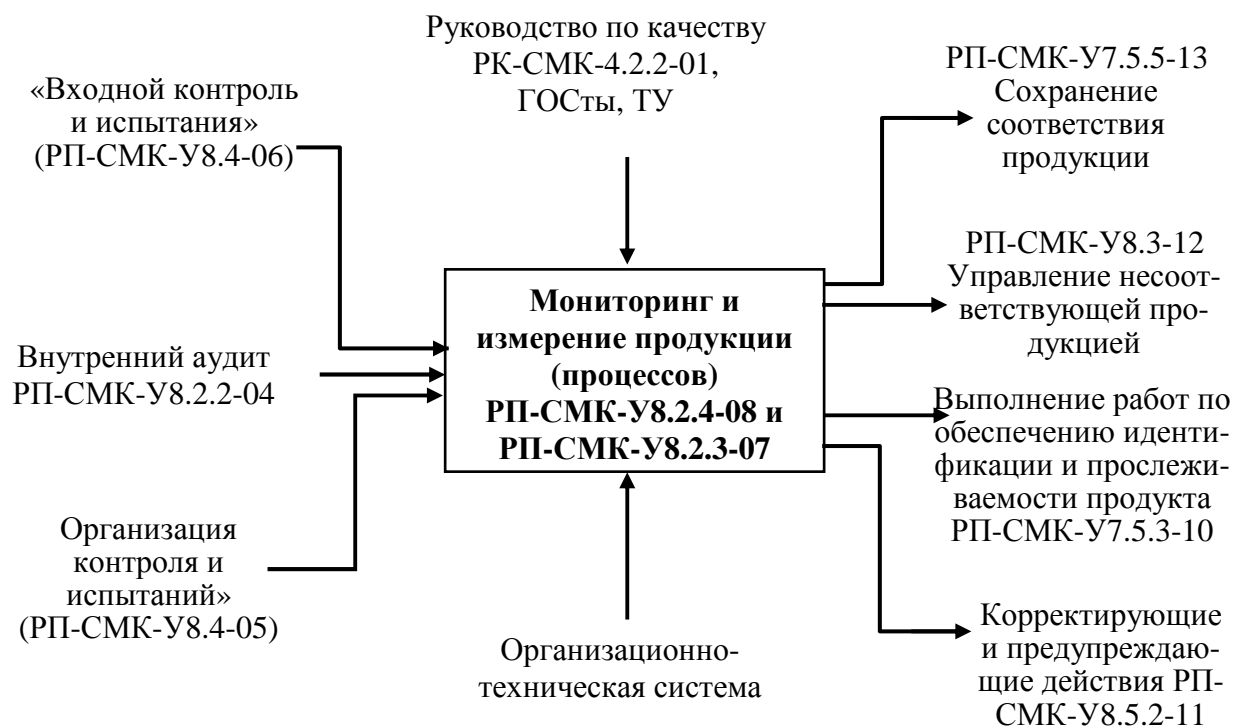 Руководство по качеству
РК-СМК-4.2.2-01,
ГОСты, ТУ
«Входной контроль
и испытания»
(РП-СМК-У8.4-06)
Внутренний аудит
РП-СМК-У8.2.2-04
Организация
контроля и
испытаний»
(РП-СМК-У8.4-05)
Мониторинг и
измерение продукции
(процессов)
РП-СМК-У8.2.4-08 и
РП-СМК-У8.2.3-07
Организационно-
техническая система
РП-СМК-У7.5.5-13
Сохранение
соответствия
продукции
РП-СМК-У8.3-12
Управление несоот-
ветствующей про-
дукцией
Выполнение работ по
обеспечению иденти-
фикации и прослежи-
ваемости продукта
РП-СМК-У7.5.3-10
Корректирующие
и предупреждаю-
щие действия РП-
СМК-У8.5.2-11